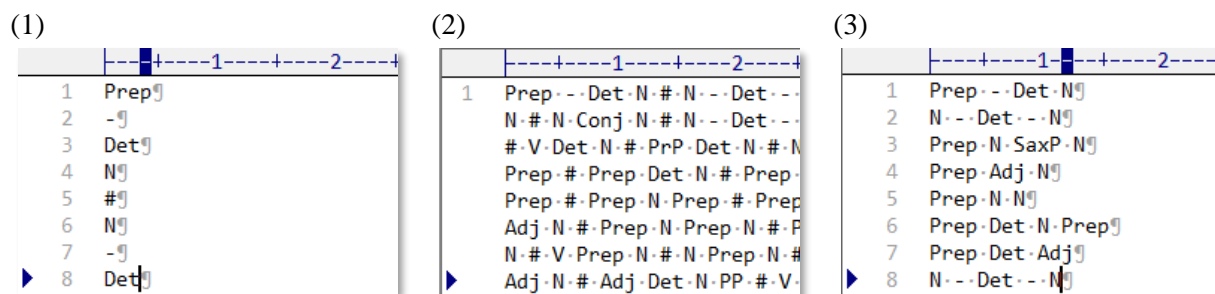 (1)
|---·+----1----+----2----+
1 Prep¶
2 -¶
3 Det¶
4 N¶
5 #¶
6 N¶
7 -¶
8 Det¶
(2)
|----+----1----+----2----+
1 Prep·-·Det·N·#·N·-·Det·-·
N·#·N·Conj·N·#·N·-·Det·-·
#·V·Det·N·#·PrP·Det·N·#·N
Prep·#·Prep·Det·N·#·Prep·
Prep·#·Prep·N·Prep·#·Prep
Adj·N·#·Prep·N·Prep·N·#·P
N·#·V·Prep·N·#·N·Prep·N·#
Adj·N·#·Adj·Det·N·PP·#·V·
(3)
|----+----1----+----2----
1 Prep·-·Det·N¶
2 N·-·Det·-·N¶
3 Prep·N·SaxP·N¶
4 Prep·Adj·N¶
5 Prep·N·N¶
6 Prep·Det·N·Prep¶
7 Prep·Det·Adj¶
8 N·-·Det·-·N¶